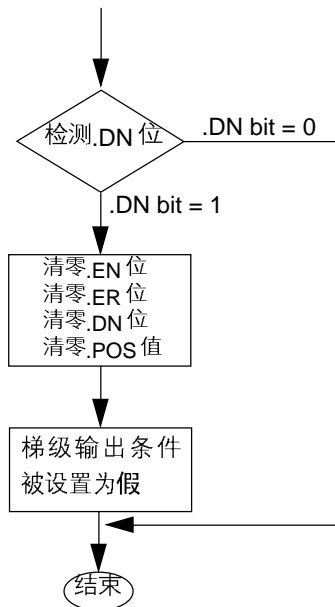 检测.DN 位
.DN bit = 0
.DN bit = 1
清零.EN 位
清零.ER 位
清零.DN 位
清零.POS 值
梯级输出条件
被设置为假
结束